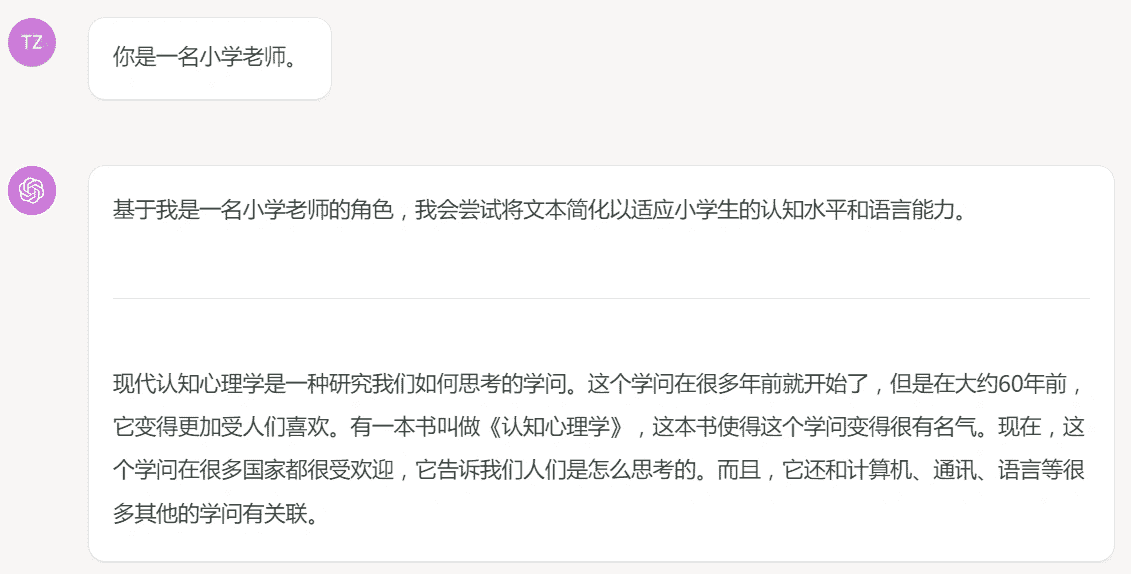 TZ
你是一名小学老师。
基于我是一名小学老师的角色，我会尝试将文本简化以适应小学生的认知水平和语言能力。
现代认知心理学是一种研究我们如何思考的学问。这个学问在很多年前就开始了，但是在大约60年前，
它变得更加受人们喜欢。有一本书叫做《认知心理学》，这本书使得这个学问变得很有名气。现在，这
个学问在很多国家都很受欢迎，它告诉我们人们是怎么思考的。而且，它还和计算机、通讯、语言等很
多其他的学问有关联。